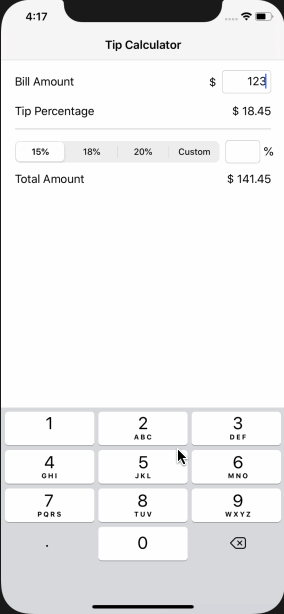 4:17
Tip Calculator
Bill Amount $ 123
Tip Percentage $ 18.45
15% 18% 20% Custom %
Total Amount $ 141.45
1 2 3
ABC DEF
4 5 6
GHI JKL MNO
7 8 9
PQRS TUV WXYZ
. 0